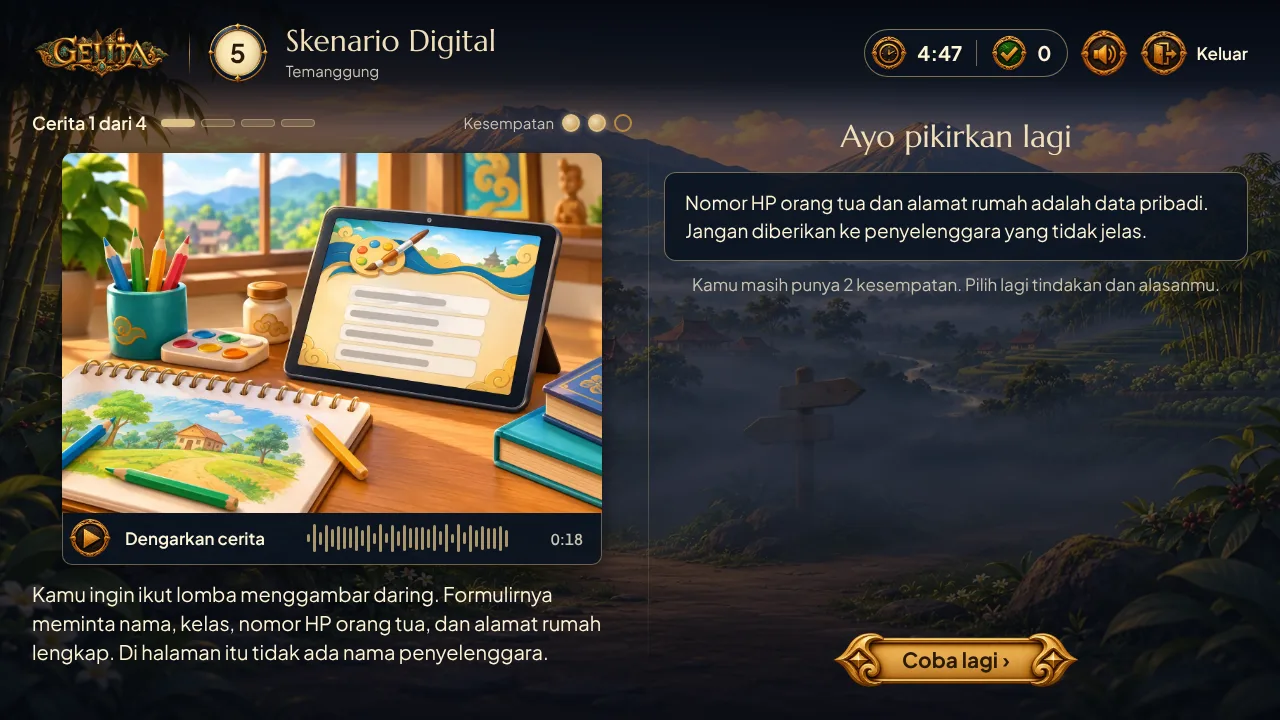 GELITA
5
Skenario Digital
Temanggung
4:47
0
Keluar
Cerita 1 dari 4
Kesempatan
Dengarkan cerita
0:18
Kamu ingin ikut lomba menggambar daring. Formulirnya
meminta nama, kelas, nomor HP orang tua, dan alamat rumah
lengkap. Di halaman itu tidak ada nama penyelenggara.
Ayo pikirkan lagi
Nomor HP orang tua dan alamat rumah adalah data pribadi.
Jangan diberikan ke penyelenggara yang tidak jelas.
Kamu masih punya 2 kesempatan. Pilih lagi tindakan dan alasanmu.
Coba lagi ›